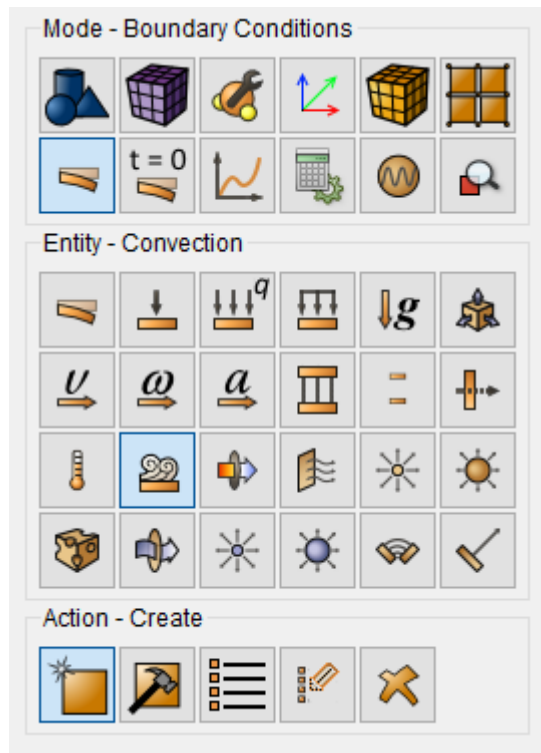 Mode - Boundary Conditions
t = 0
Entity - Convection
q
g
υ ω a
Action - Create